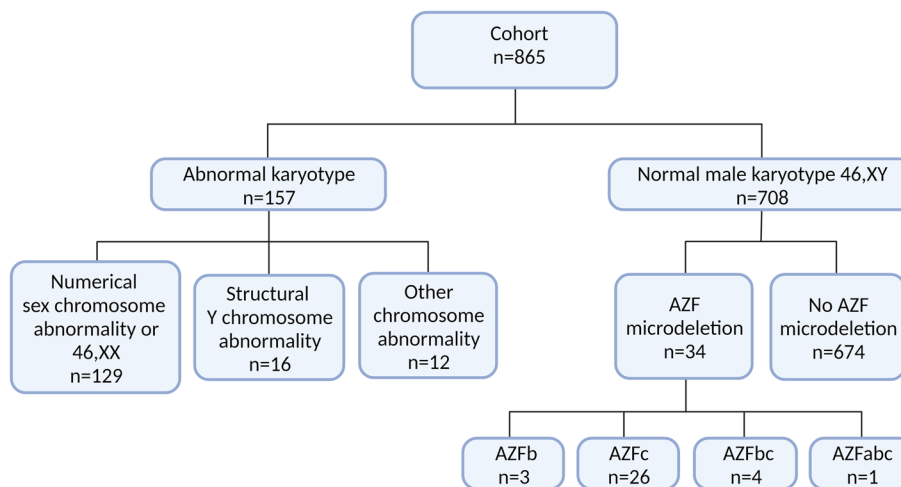 Cohort
n=865
Abnormal karyotype
n=157
Normal male karyotype 46,XY
n=708
Numerical
sex chromosome
abnormality or
46,XX
n=129
Structural
Y chromosome
abnormality
n=16
Other
chromosome
abnormality
n=12
AZF
microdeletion
n=34
No AZF
microdeletion
n=674
AZFb
n=3
AZFc
n=26
AZFbc
n=4
AZFabc
n=1